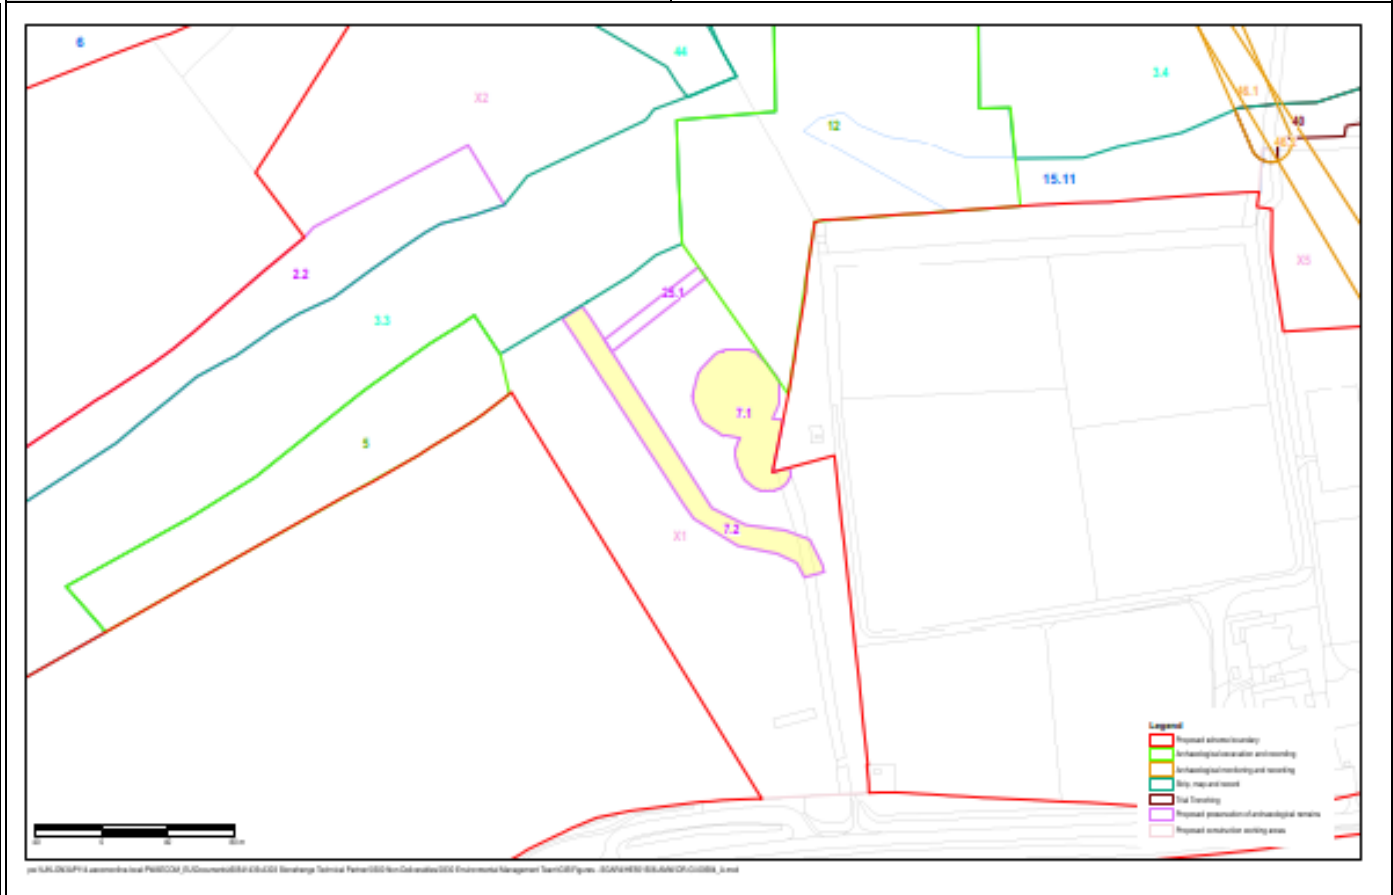 6
44
3.4
46.1
X2
12
40
15.11
2.2
X5
25.1
3.3
7.1
5
7.2
X1
Legend
Proposed scheme boundary
Archaeological excavation and recording
Archaeological monitoring and recording
Strip, map and record
Trial Trenching
Proposed preservation of archaeological remains
Proposed construction working areas